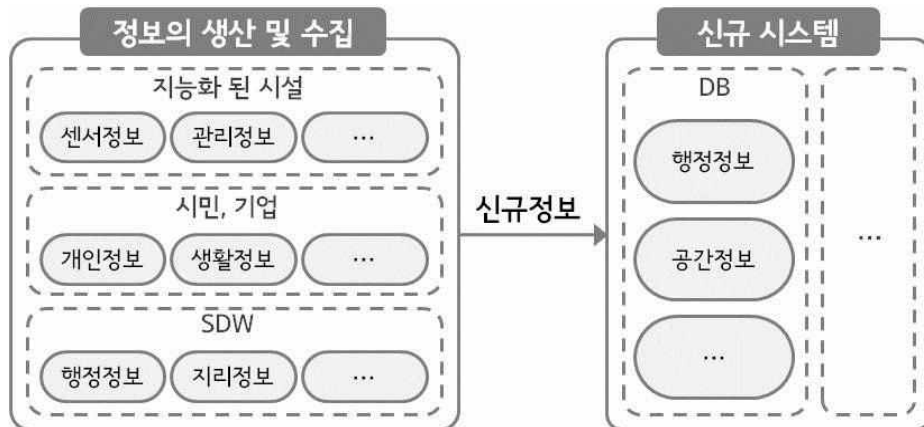 정보의 생산 및 수집
지능화 된 시설
센서정보 관리정보 …
시민, 기업
개인정보 생활정보 …
SDW
행정정보 지리정보 …
신규정보
신규 시스템
DB
행정정보
공간정보
…
…